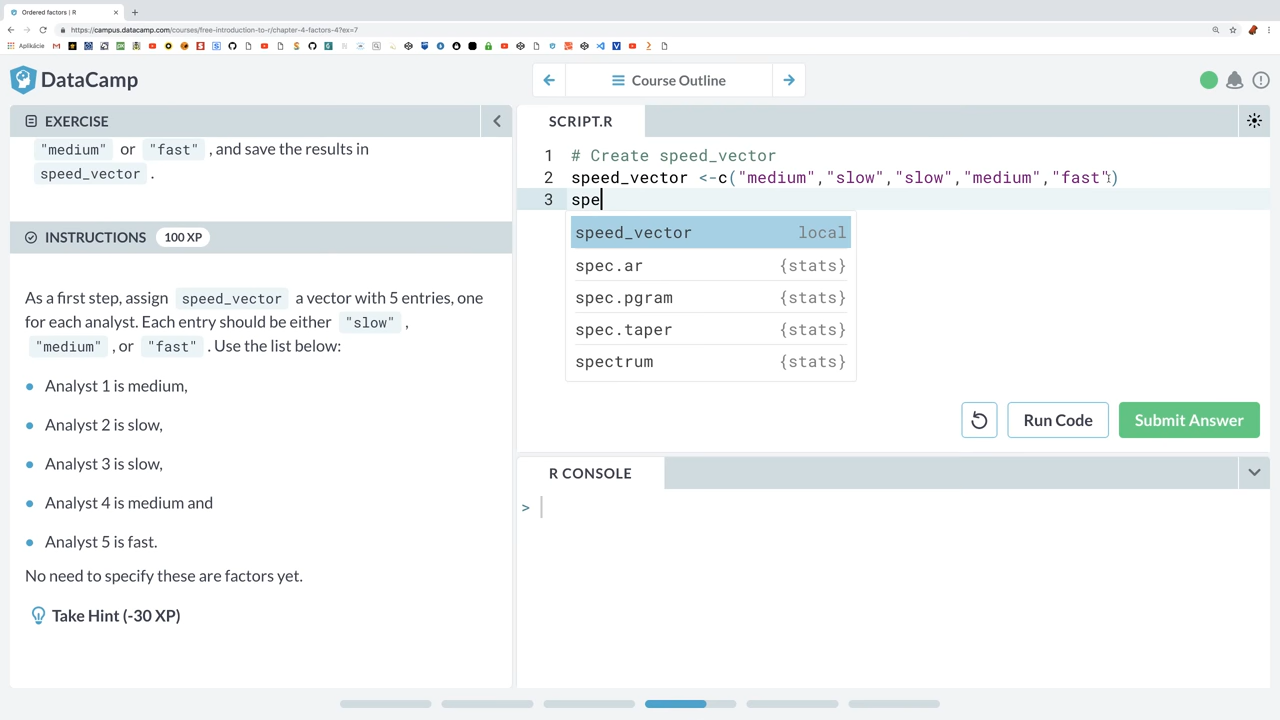 Ordered factors | R
https://campus.datacamp.com/courses/free-introduction-to-r/chapter-4-factors-4?ex=7
Aplikácie
DataCamp
Course Outline
EXERCISE
"medium" or "fast" , and save the results in
speed_vector .
INSTRUCTIONS 100 XP
As a first step, assign speed_vector a vector with 5 entries, one
for each analyst. Each entry should be either "slow" ,
"medium" , or "fast" . Use the list below:
Analyst 1 is medium,
Analyst 2 is slow,
Analyst 3 is slow,
Analyst 4 is medium and
Analyst 5 is fast.
No need to specify these are factors yet.
Take Hint (-30 XP)
SCRIPT.R
1 # Create speed_vector
2 speed_vector <-c("medium","slow","slow","medium","fast")
3 spe
speed_vector local
spec.ar {stats}
spec.pgram {stats}
spec.taper {stats}
spectrum {stats}
Run Code
Submit Answer
R CONSOLE
>